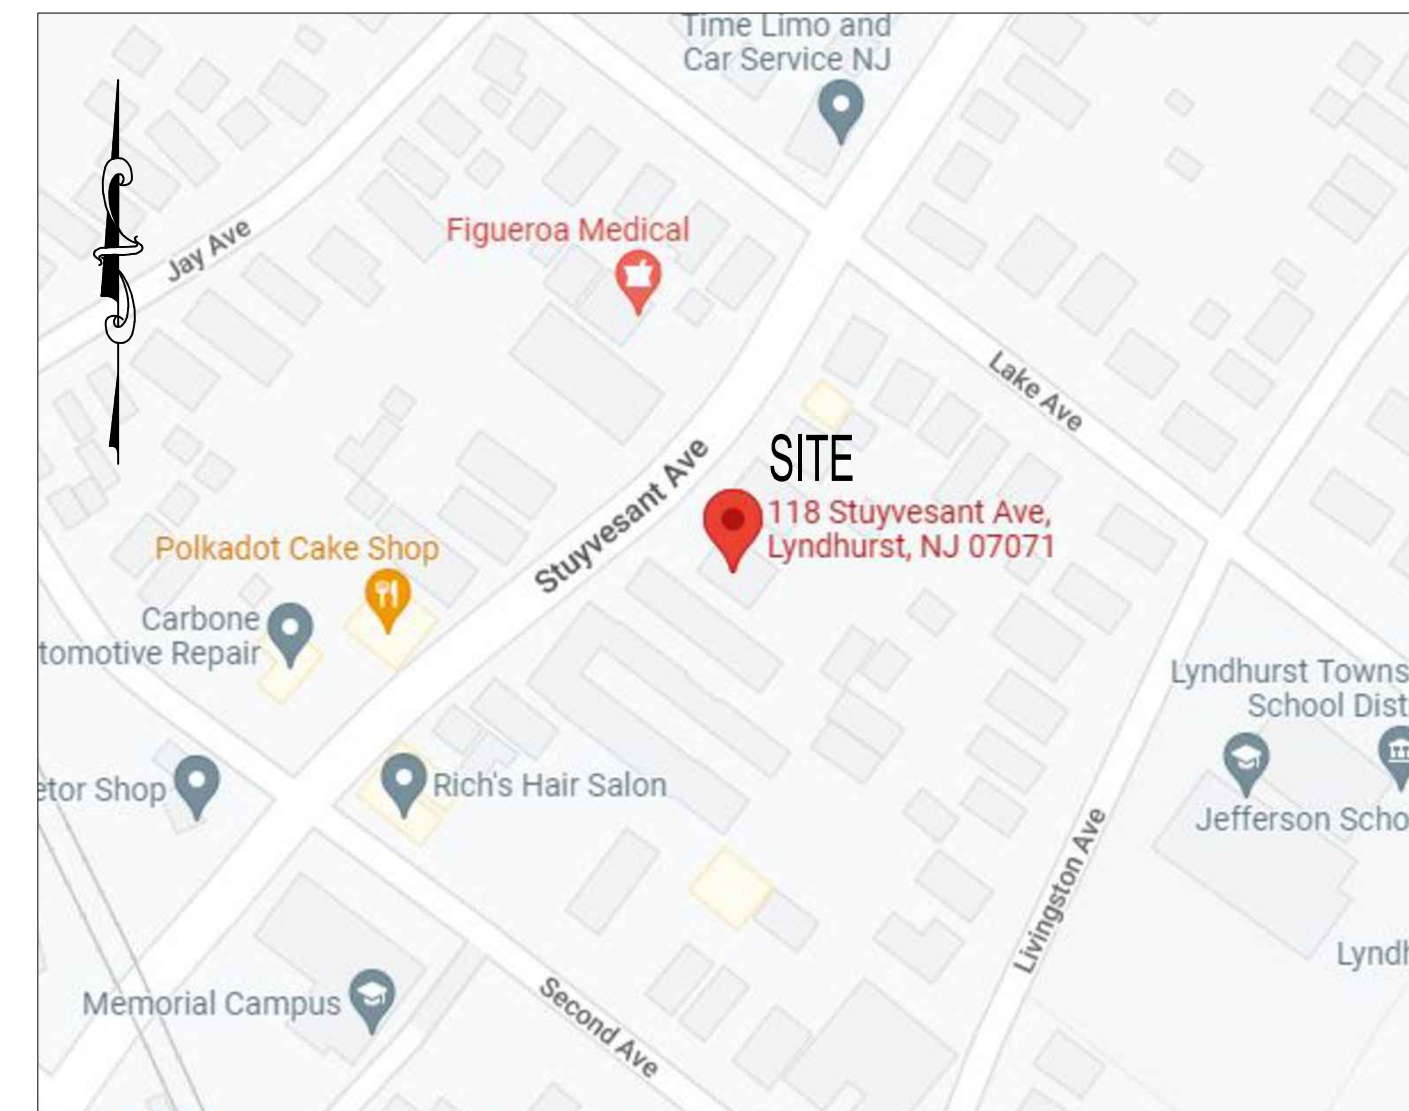 Time Limo and
Car Service NJ
Jay Ave
Figueroa Medical
Lake Ave
Stuyvesant Ave
SITE
118 Stuyvesant Ave,
Lyndhurst, NJ 07071
Polkadot Cake Shop
Carbone
tomotive Repair
Lyndhurst Towns
School Dist
etor Shop
Rich's Hair Salon
Jefferson Scho
Livingston Ave
Lyndh
Memorial Campus
Second Ave